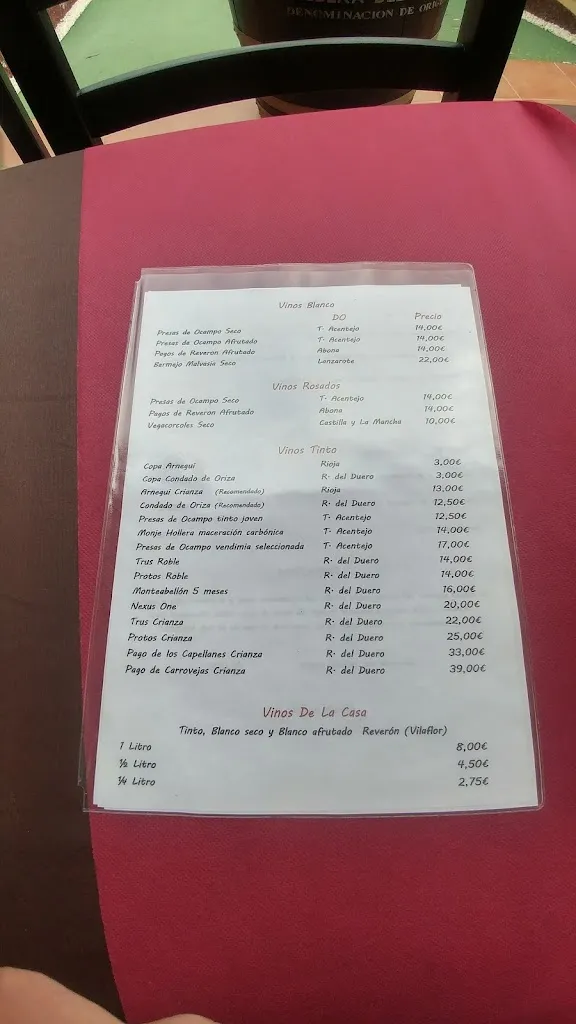 DENOMINACION DE ORIG
Vinos Blanco
DO Precio
Presas de Ocampo Seco T. Acentejo 14,00€
Presas de Ocampo Afrutado T. Acentejo 14,00€
Pagos de Reveron Afrutado Abona 14,00€
Bermejo Malvasia Seco Lanzarote 22,00€
Vinos Rosados
Presas de Ocampo Seco T. Acentejo 14,00€
Pagos de Reveron Afrutado Abona 14,00€
Vegacorcoles Seco Castilla y La Mancha 10,00€
Vinos Tinto
Copa Arnegui Rioja 3,00€
Copa Condado de Oriza R. del Duero 3,00€
Arnegui Crianza (Recomendado) Rioja 13,00€
Condado de Oriza (Recomendado) R. del Duero 12,50€
Presas de Ocampo tinto joven T. Acentejo 12,50€
Monje Hollera maceración carbónica T. Acentejo 14,00€
Presas de Ocampo vendimia seleccionada T. Acentejo 17,00€
Trus Roble R. del Duero 14,00€
Protos Roble R. del Duero 14,00€
Monteabellón 5 meses R. del Duero 16,00€
Nexus One R. del Duero 20,00€
Trus Crianza R. del Duero 22,00€
Protos Crianza R. del Duero 25,00€
Pago de los Capellanes Crianza R. del Duero 33,00€
Pago de Carrovejas Crianza R. del Duero 39,00€
Vinos De La Casa
Tinto, Blanco seco y Blanco afrutado Reverón (Vilaflor)
1 Litro 8,00€
½ Litro 4,50€
¼ Litro 2,75€